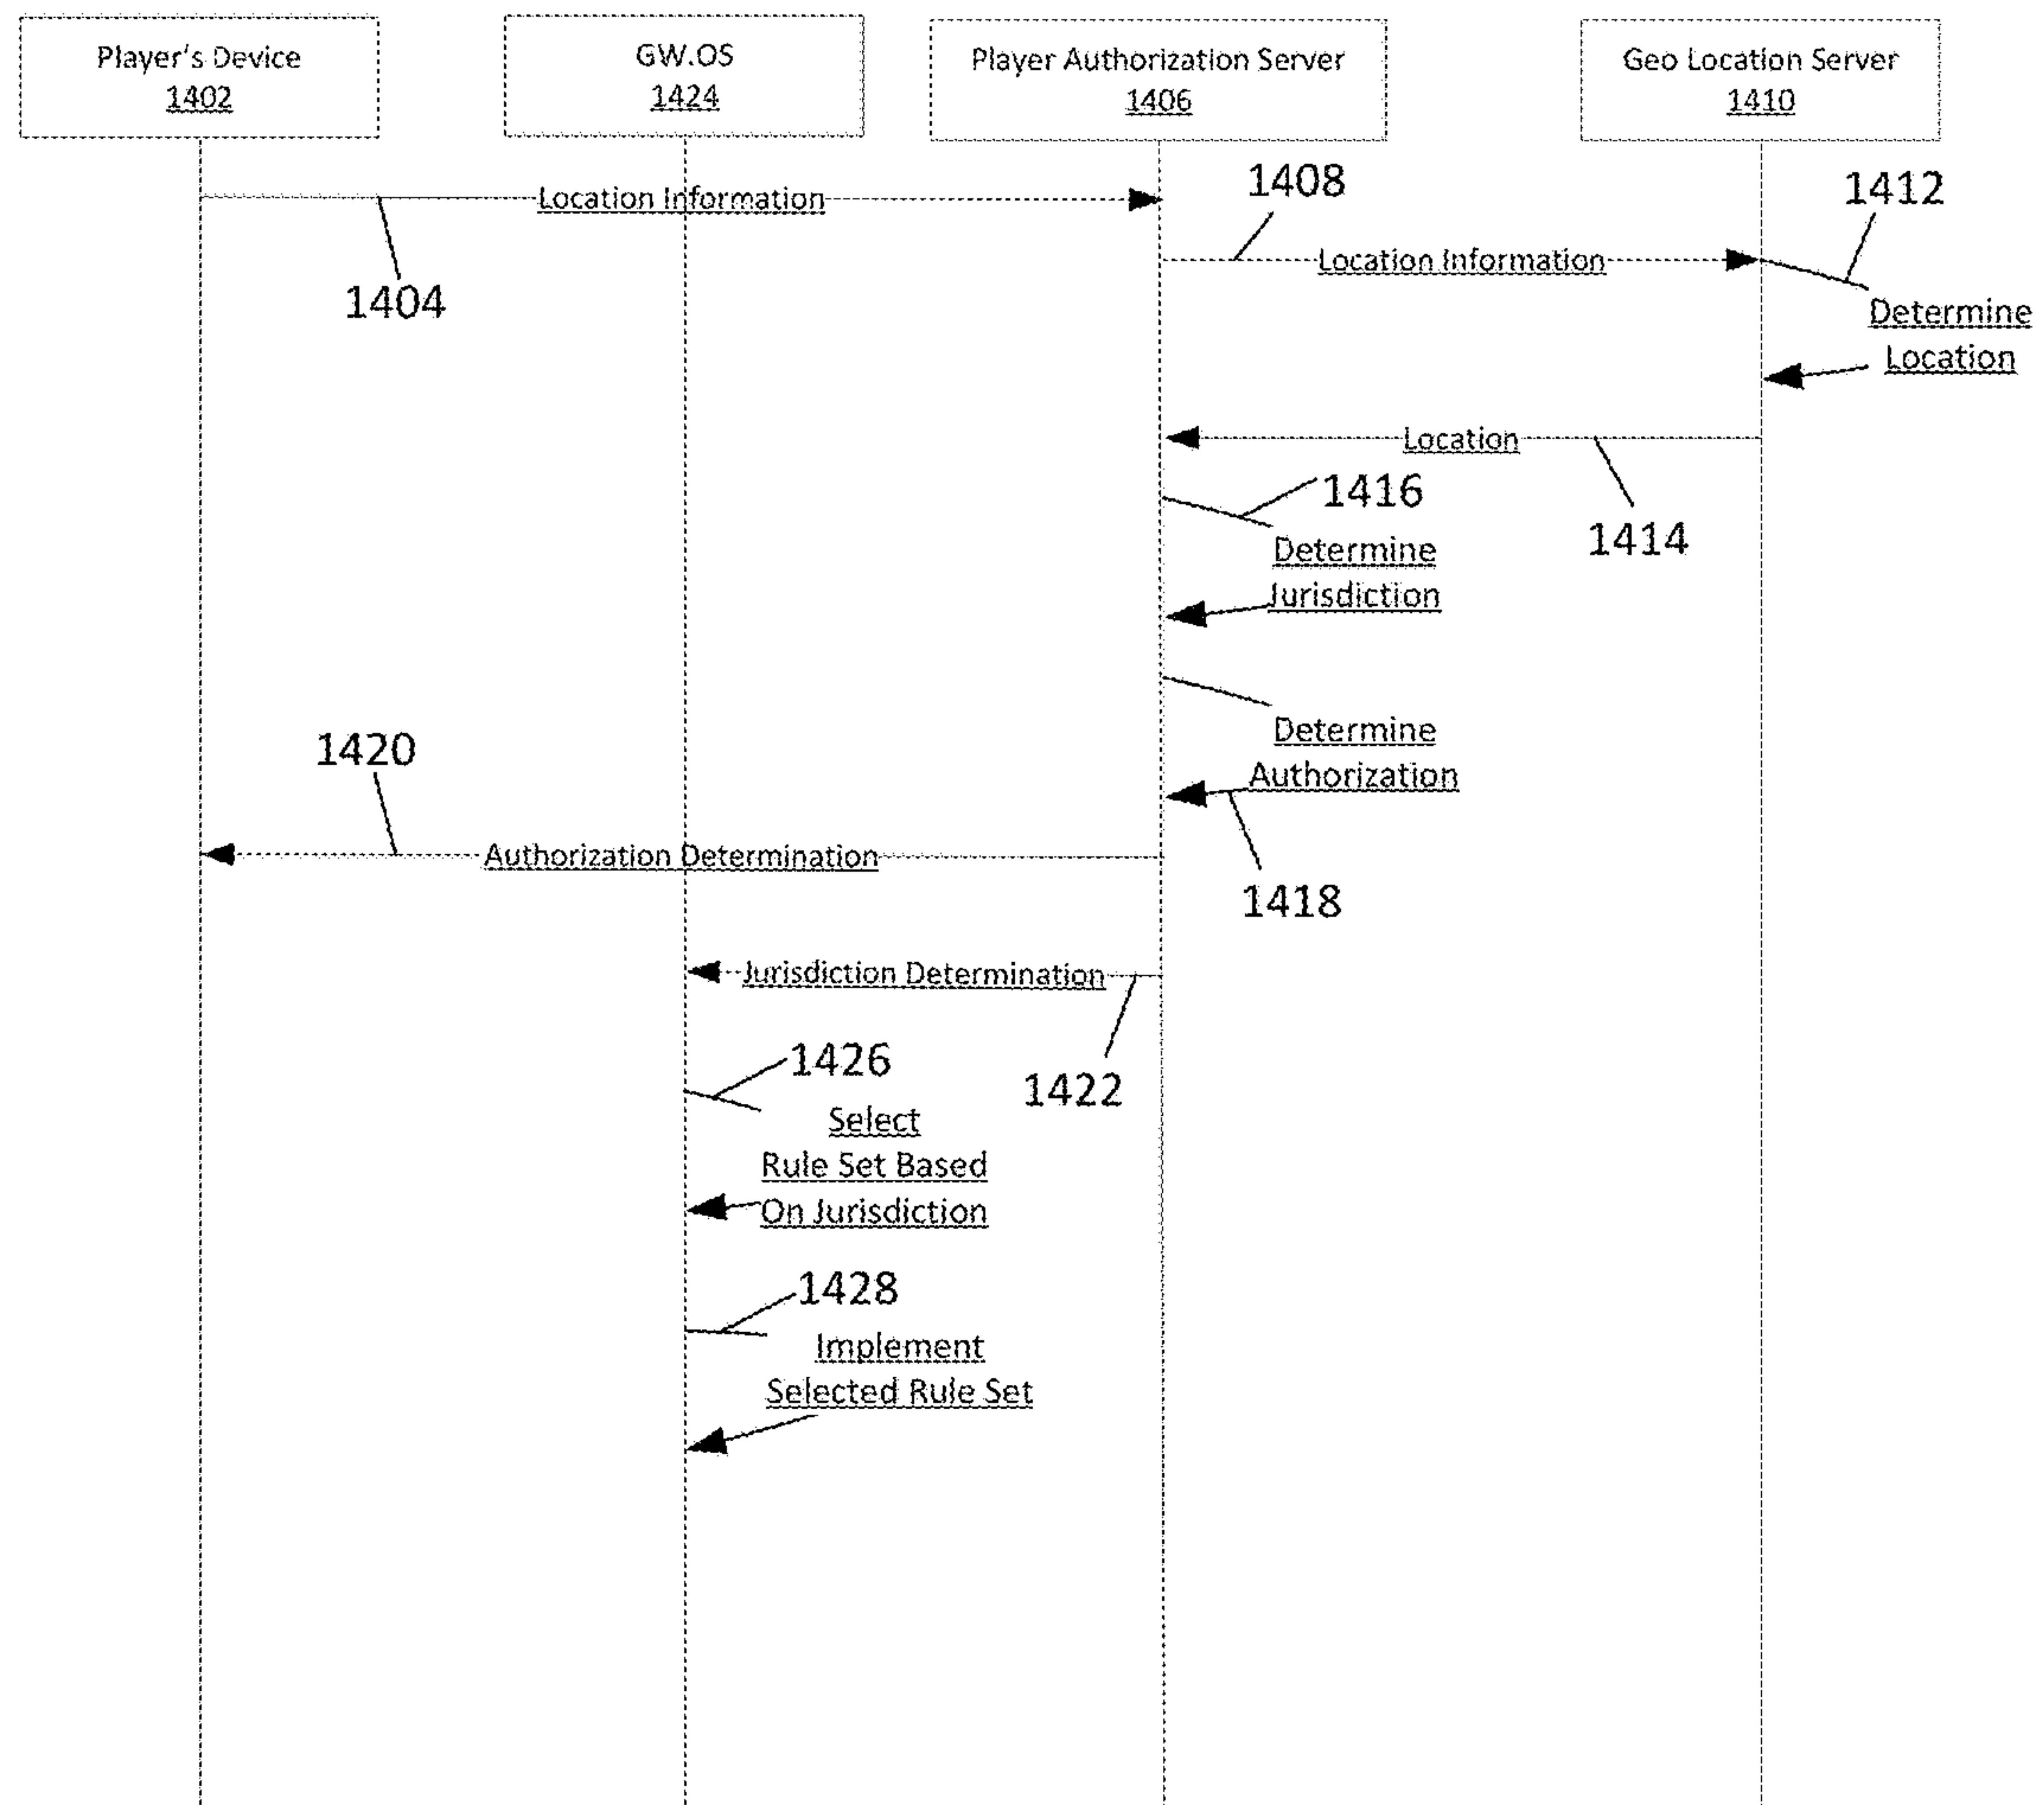 Player's Device
1402
GW.OS
1424
Player Authorization Server
1406
Geo Location Server
1410
Location Information
1404
1408
Location Information
1412
Determine
Location
Location
1414
1416
Determine
Jurisdiction
Determine
Authorization
1418
1420
Authorization Determination
Jurisdiction Determination
1422
1426
Select
Rule Set Based
On Jurisdiction
1428
Implement
Selected Rule Set